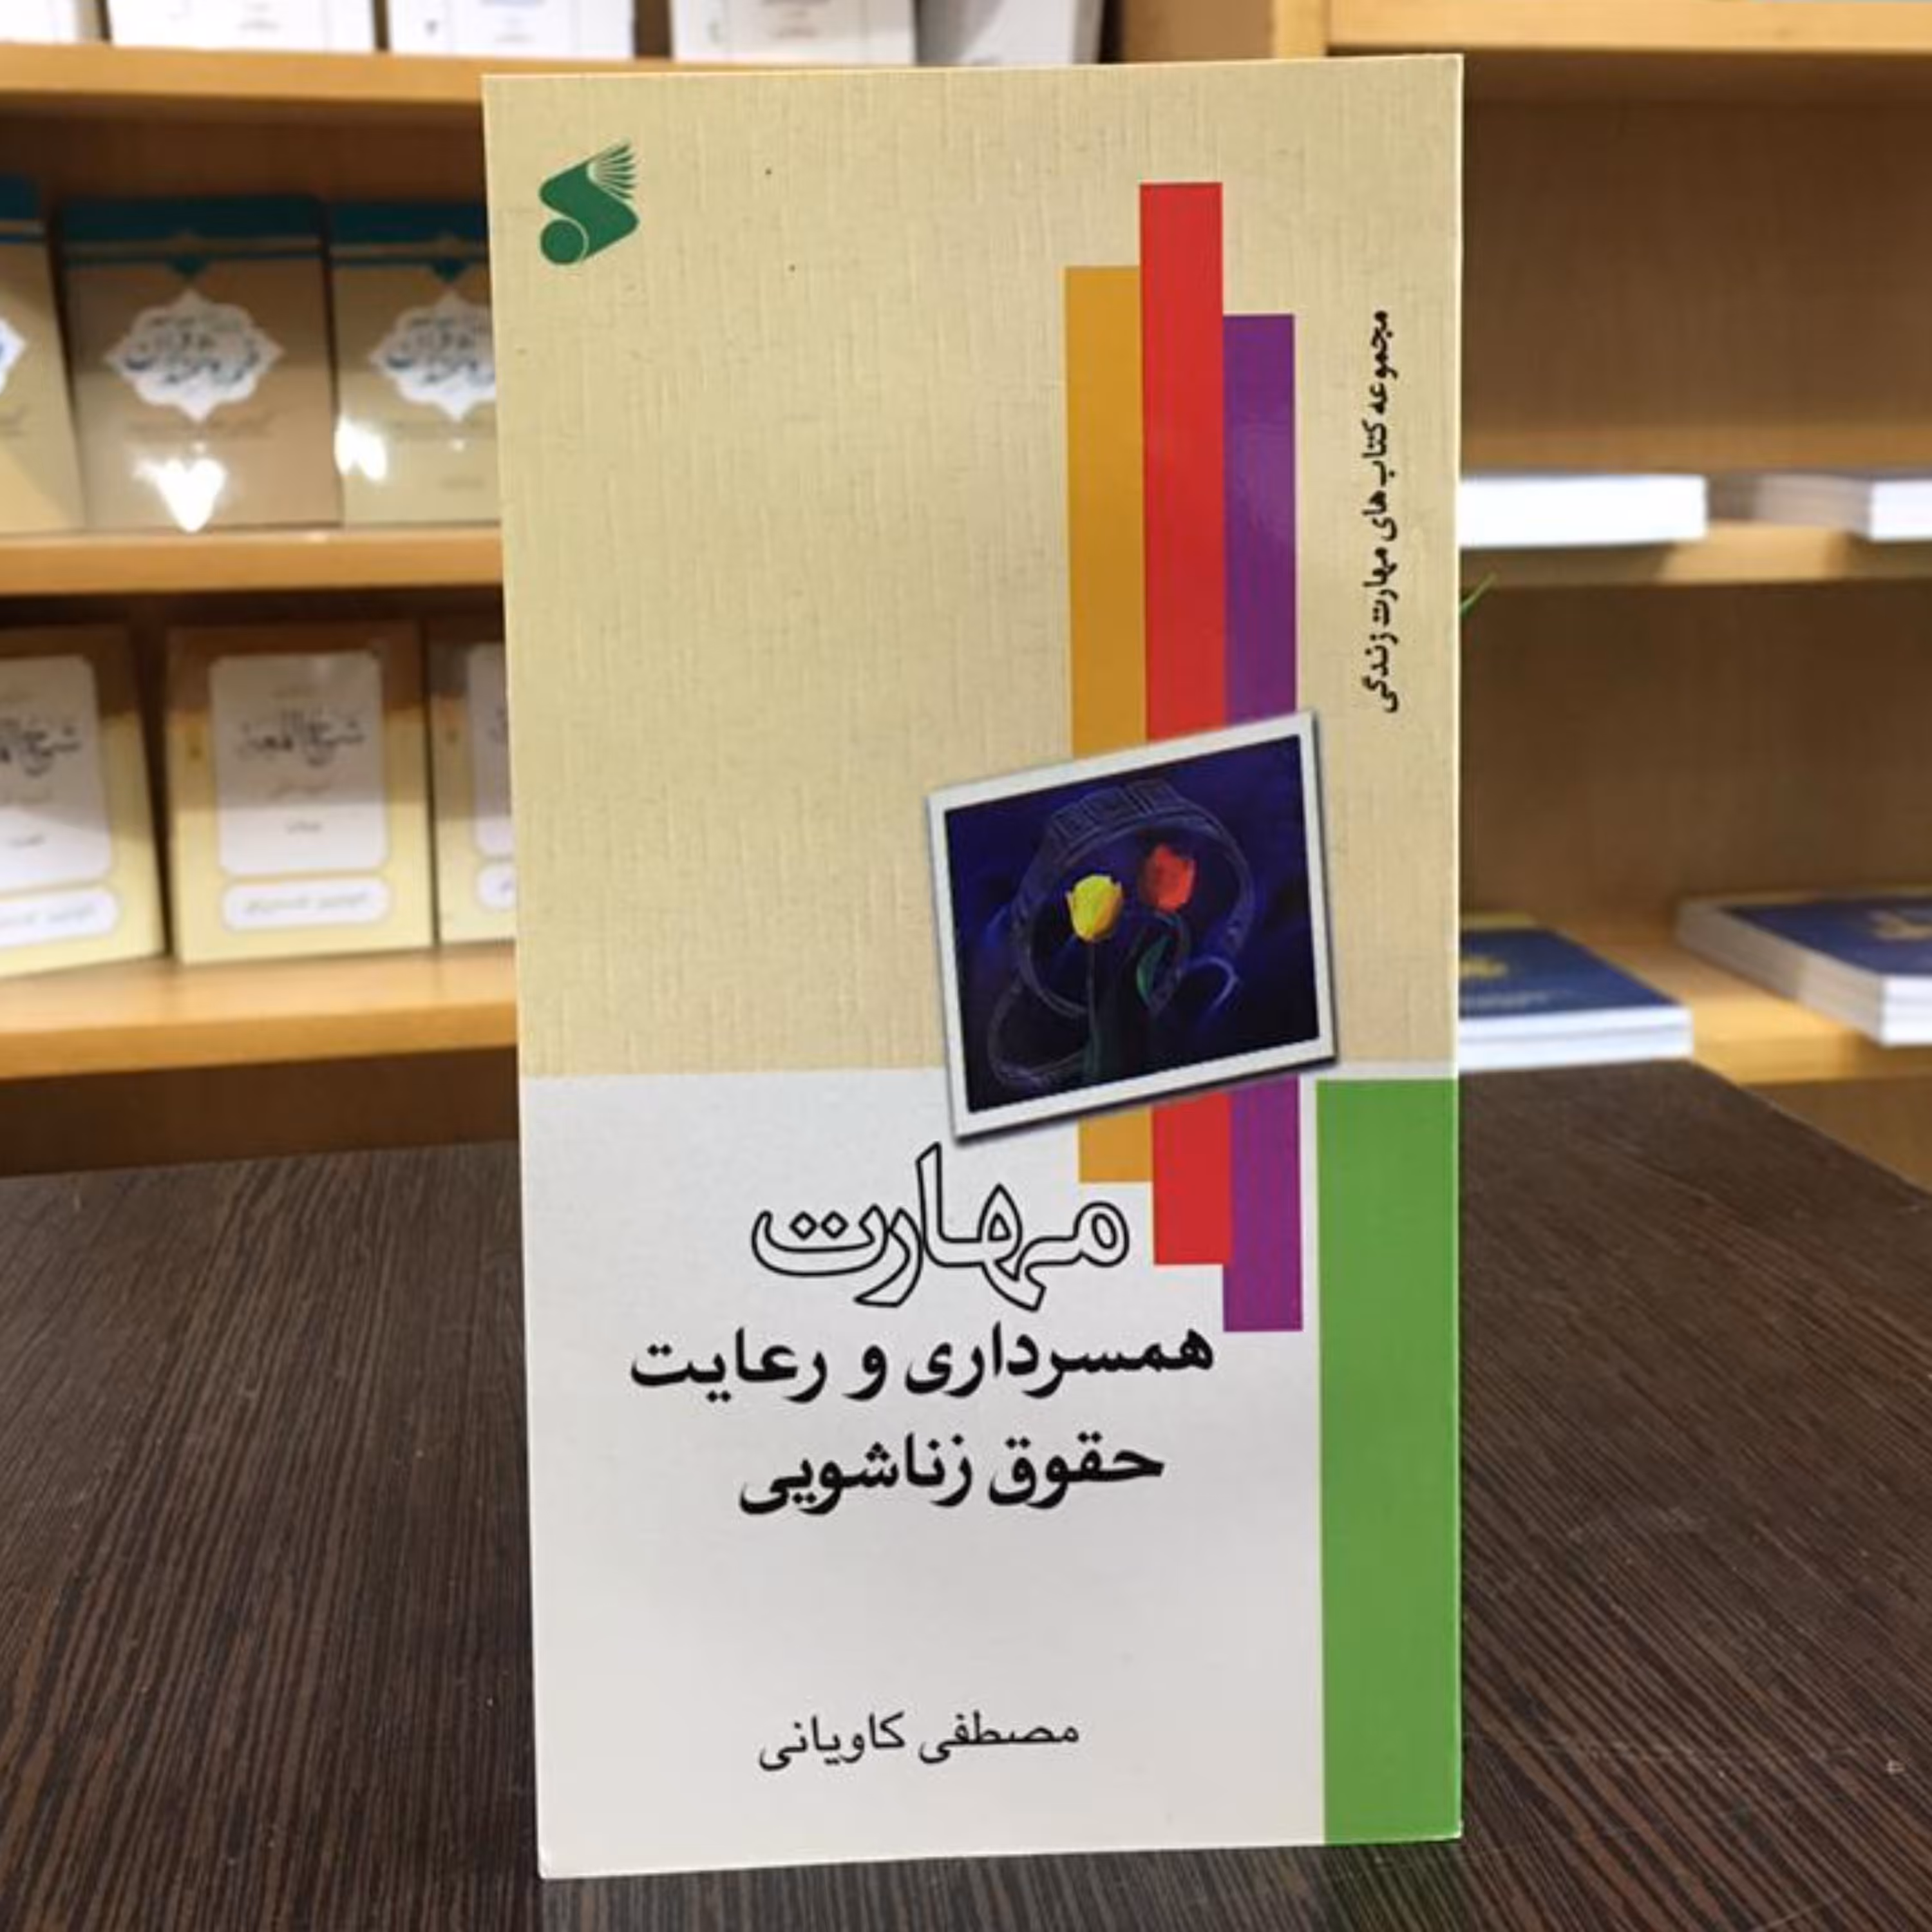 مجموعه کتاب‌های مهارت زندگی
مهارت
همسرداری و رعایت
حقوق زناشویی
مصطفی کاویانی